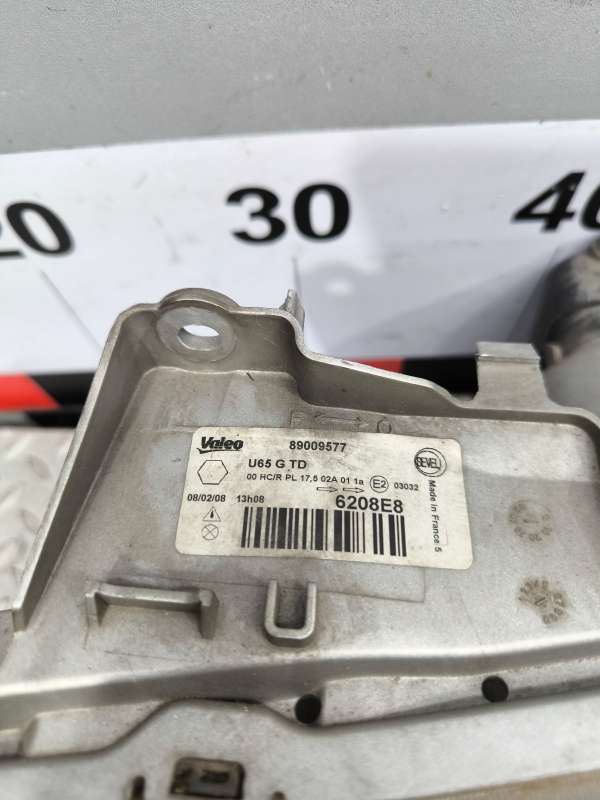 20 30 40
Valeo 89009577
U65 G TD SEVEL
00 HC/R PL 17,5 02A 01 1a E2 03032
08/02/08 13h08 6208E8
Made in France 5